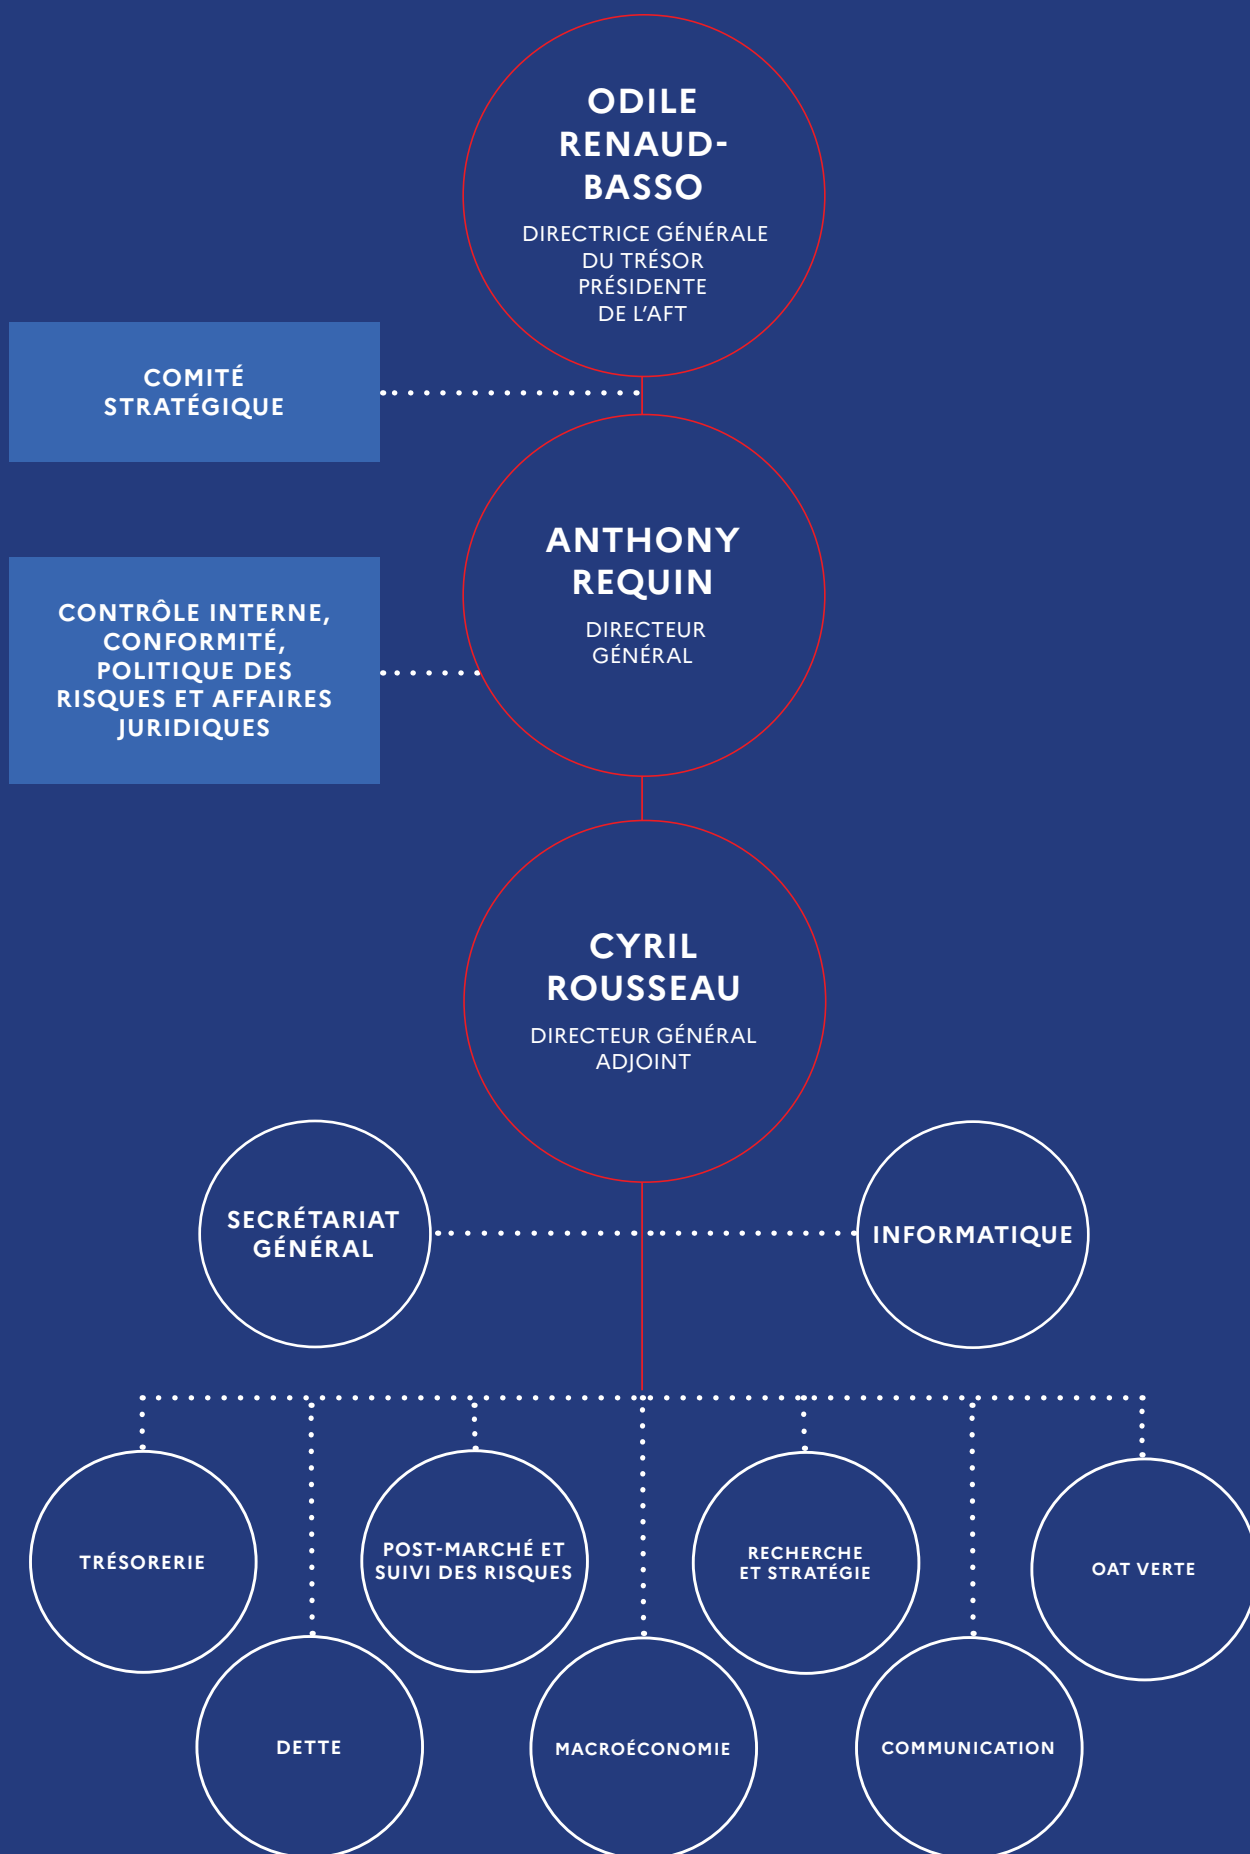 ODILE
RENAUD-
BASSO
DIRECTRICE GÉNÉRALE
DU TRÉSOR
PRÉSIDENTE
DE L'AFT
COMITÉ
STRATÉGIQUE
ANTHONY
REQUIN
DIRECTEUR
GÉNÉRAL
CONTRÔLE INTERNE,
CONFORMITÉ,
POLITIQUE DES
RISQUES ET AFFAIRES
JURIDIQUES
CYRIL
ROUSSEAU
DIRECTEUR GÉNÉRAL
ADJOINT
SECRÉTARIAT
GÉNÉRAL
INFORMATIQUE
TRÉSORERIE
POST-MARCHÉ ET
SUIVI DES RISQUES
RECHERCHE
ET STRATÉGIE
OAT VERTE
DETTE
MACROÉCONOMIE
COMMUNICATION